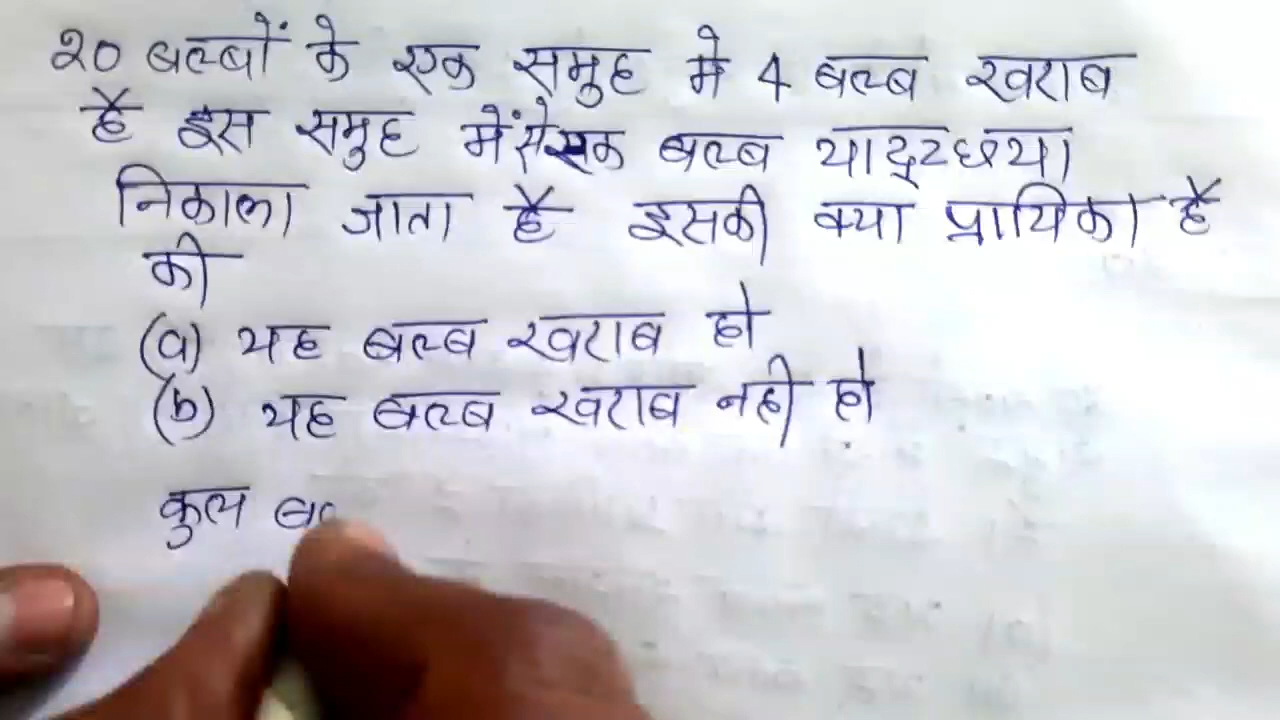 20 बल्बों के एक समुह मे 4 बल्ब खराब
है इस समुह में से एक बल्ब यादृच्छया
निकाला जाता है इसकी क्या प्रायिका है
की
(a) यह बल्ब खराब हो
(b) यह बल्ब खराब नही हो
कुल